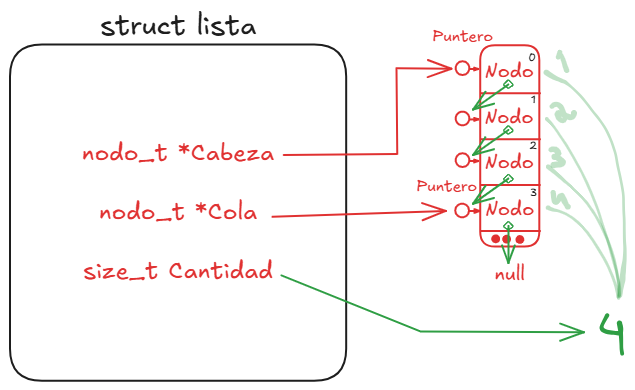 struct lista
Puntero
Nodo 0
Nodo 1
Nodo 2
Puntero
Nodo 3
null
nodo_t *Cabeza
nodo_t *Cola
size_t Cantidad
1
2
3
4
4